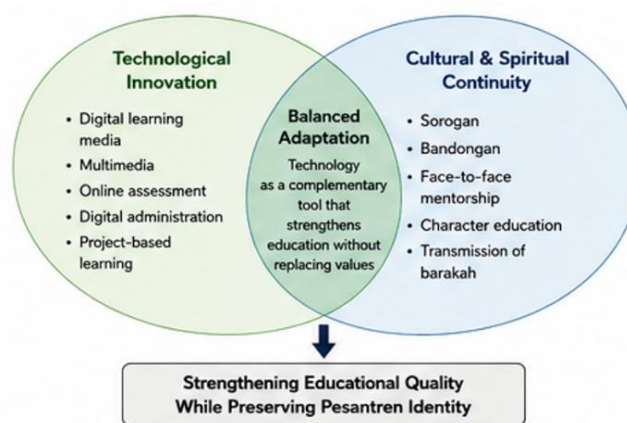 Technological
Innovation
• Digital learning
media
• Multimedia
• Online assessment
• Digital administration
• Project-based
learning
Balanced
Adaptation
Technology
as a complementary
tool that
strengthens
education without
replacing values
Cultural & Spiritual
Continuity
• Sorogan
• Bandongan
• Face-to-face
mentorship
• Character education
• Transmission of
barakah
Strengthening Educational Quality
While Preserving Pesantren Identity